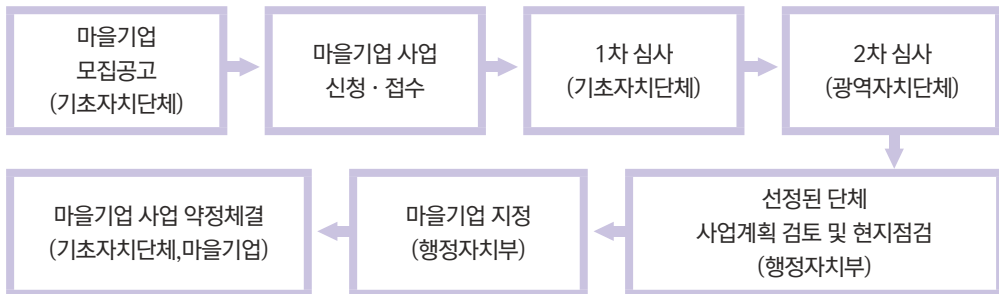 마을기업
모집공고
(기초자치단체)
마을기업 사업
신청 · 접수
1차 심사
(기초자치단체)
2차 심사
(광역자치단체)
선정된 단체
사업계획 검토 및 현지점검
(행정자치부)
마을기업 지정
(행정자치부)
마을기업 사업 약정체결
(기초자치단체,마을기업)